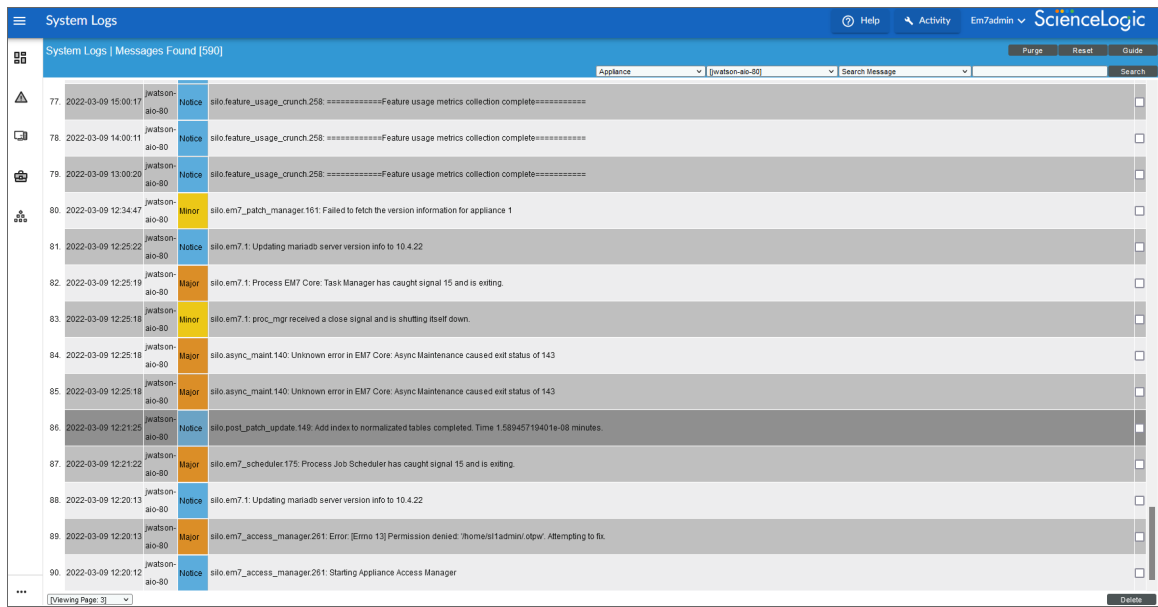 System Logs
Help
Activity
Em7admin
ScienceLogic
System Logs | Messages Found [590]
Purge
Reset
Guide
Appliance
[jwatson-aio-80]
Search Message
Search
77. 2022-03-09 15:00:17 jwatson-aio-80 Notice silo.feature_usage_crunch.258: ============Feature usage metrics collection complete===========
78. 2022-03-09 14:00:11 jwatson-aio-80 Notice silo.feature_usage_crunch.258: ============Feature usage metrics collection complete===========
79. 2022-03-09 13:00:20 jwatson-aio-80 Notice silo.feature_usage_crunch.258: ============Feature usage metrics collection complete===========
80. 2022-03-09 12:34:47 jwatson-aio-80 Minor silo.em7_patch_manager.161: Failed to fetch the version information for appliance 1
81. 2022-03-09 12:25:22 jwatson-aio-80 Notice silo.em7.1: Updating mariadb server version info to 10.4.22
82. 2022-03-09 12:25:19 jwatson-aio-80 Major silo.em7.1: Process EM7 Core: Task Manager has caught signal 15 and is exiting.
83. 2022-03-09 12:25:18 jwatson-aio-80 Minor silo.em7.1: proc_mgr received a close signal and is shutting itself down.
84. 2022-03-09 12:25:18 jwatson-aio-80 Major silo.async_maint.140: Unknown error in EM7 Core: Async Maintenance caused exit status of 143
85. 2022-03-09 12:25:18 jwatson-aio-80 Major silo.async_maint.140: Unknown error in EM7 Core: Async Maintenance caused exit status of 143
86. 2022-03-09 12:21:25 jwatson-aio-80 Notice silo.post_patch_update.149: Add index to normalizated tables completed. Time 1.58945719401e-08 minutes.
87. 2022-03-09 12:21:22 jwatson-aio-80 Major silo.em7_scheduler.175: Process Job Scheduler has caught signal 15 and is exiting.
88. 2022-03-09 12:20:13 jwatson-aio-80 Notice silo.em7.1: Updating mariadb server version info to 10.4.22
89. 2022-03-09 12:20:13 jwatson-aio-80 Major silo.em7_access_manager.261: Error: [Errno 13] Permission denied: '/home/sl1admin/.otpw'. Attempting to fix.
90. 2022-03-09 12:20:12 jwatson-aio-80 Notice silo.em7_access_manager.261: Starting Appliance Access Manager
[Viewing Page: 3]
Delete